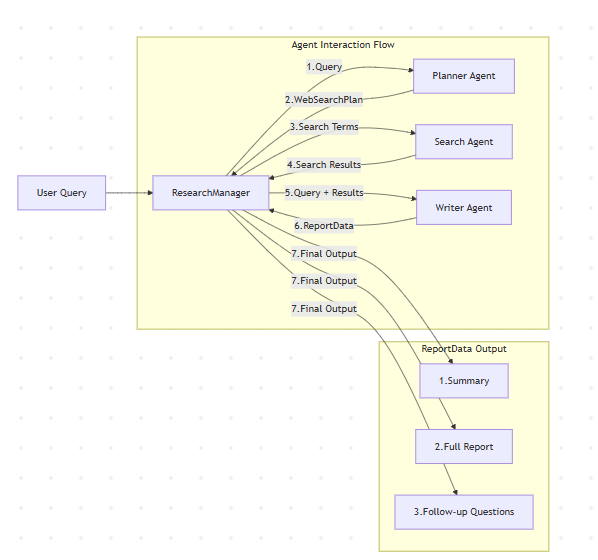 Agent Interaction Flow
1.Query
Planner Agent
2.WebSearchPlan
3.Search Terms
Search Agent
4.Search Results
User Query
ResearchManager
5.Query + Results
Writer Agent
6.ReportData
7.Final Output
7.Final Output
7.Final Output
ReportData Output
1.Summary
2.Full Report
3.Follow-up Questions